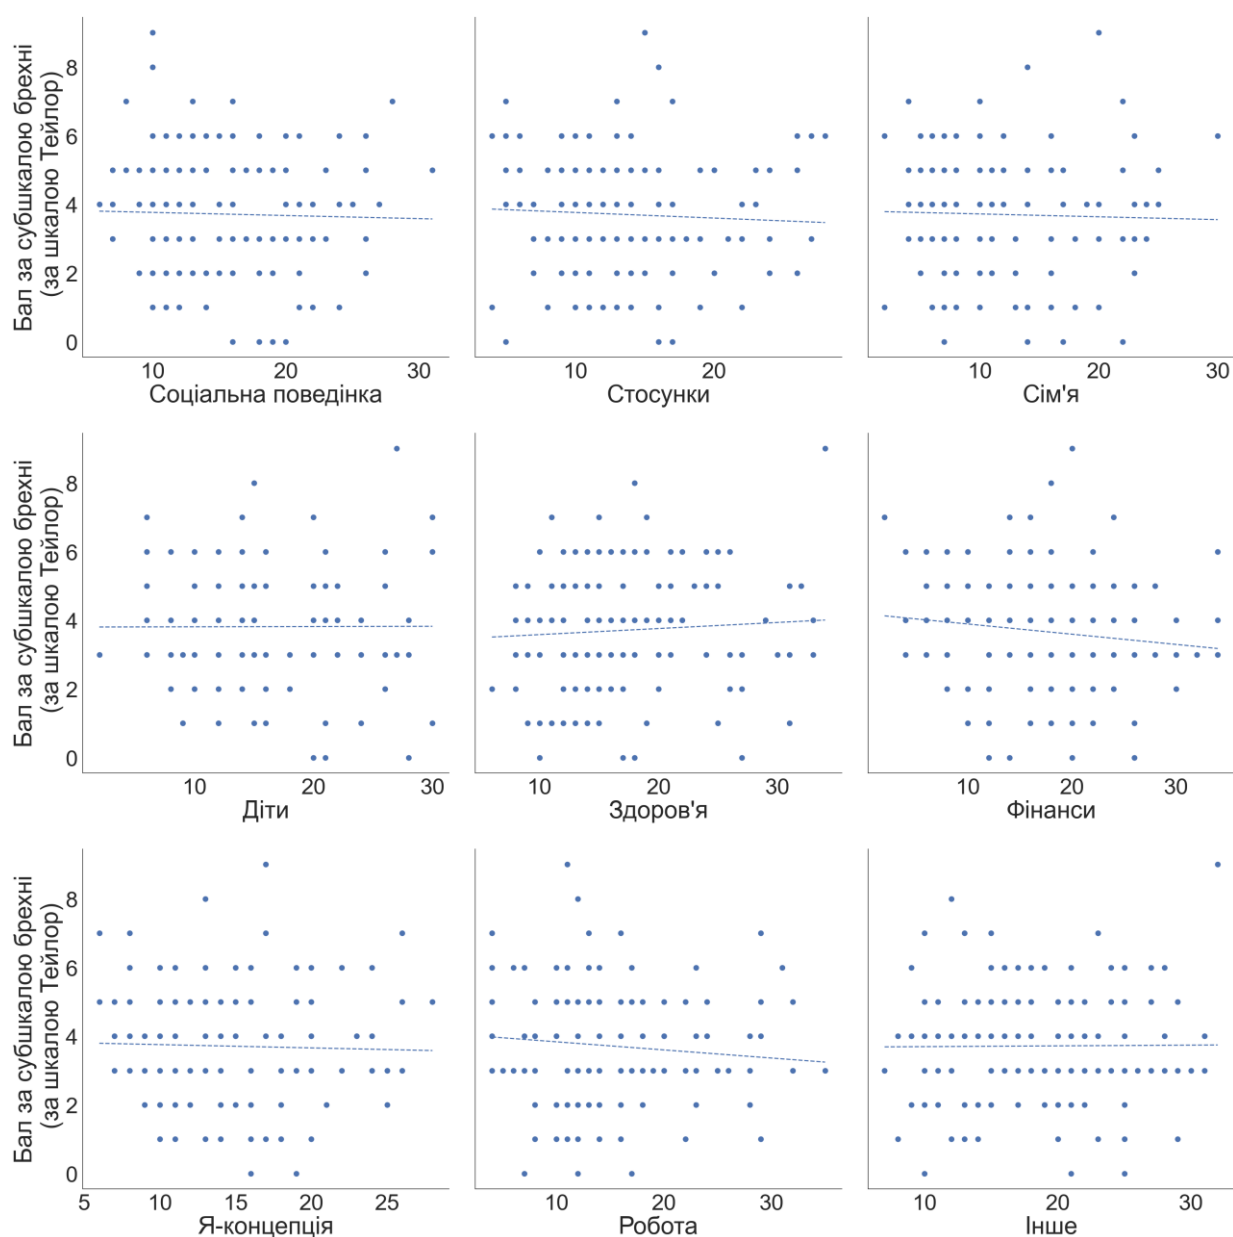 Бал за субшкалою брехні
(за шкалою Тейлор)
8
6
4
2
0
10 20 30
Соціальна поведінка
10 20
Стосунки
10 20 30
Сім'я
Бал за субшкалою брехні
(за шкалою Тейлор)
8
6
4
2
0
10 20 30
Діти
10 20 30
Здоров'я
10 20 30
Фінанси
Бал за субшкалою брехні
(за шкалою Тейлор)
8
6
4
2
0
5 10 15 20 25
Я-концепція
10 20 30
Робота
10 20 30
Інше